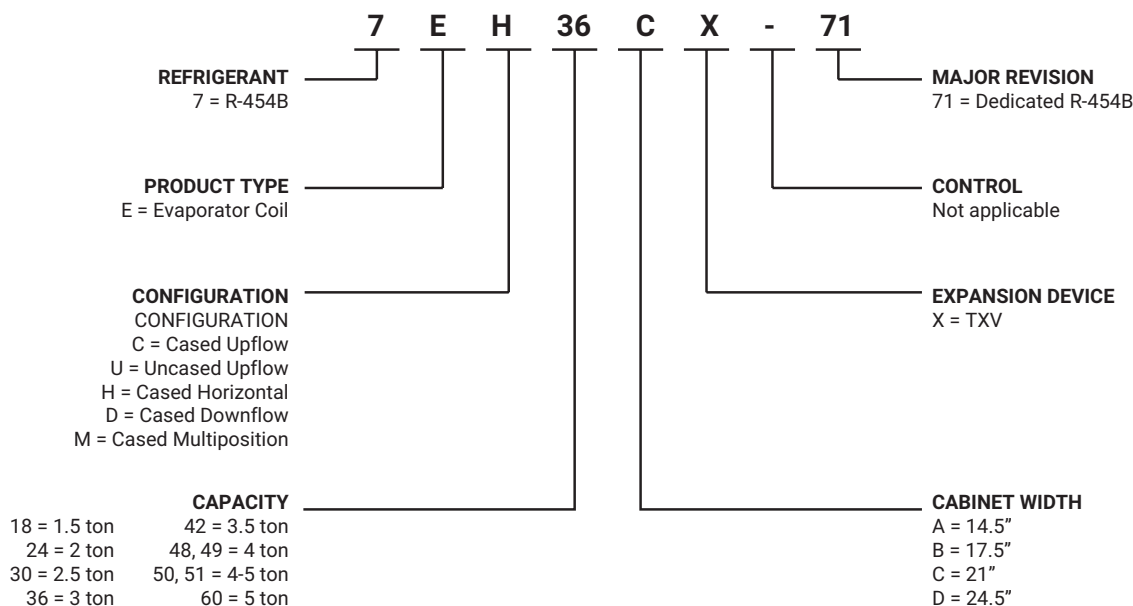 7 E H 36 C X - 71
REFRIGERANT
7 = R-454B
PRODUCT TYPE
E = Evaporator Coil
CONFIGURATION
CONFIGURATION
C = Cased Upflow
U = Uncased Upflow
H = Cased Horizontal
D = Cased Downflow
M = Cased Multiposition
CAPACITY
18 = 1.5 ton 42 = 3.5 ton
24 = 2 ton 48, 49 = 4 ton
30 = 2.5 ton 50, 51 = 4-5 ton
36 = 3 ton 60 = 5 ton
MAJOR REVISION
71 = Dedicated R-454B
CONTROL
Not applicable
EXPANSION DEVICE
X = TXV
CABINET WIDTH
A = 14.5”
B = 17.5”
C = 21”
D = 24.5”